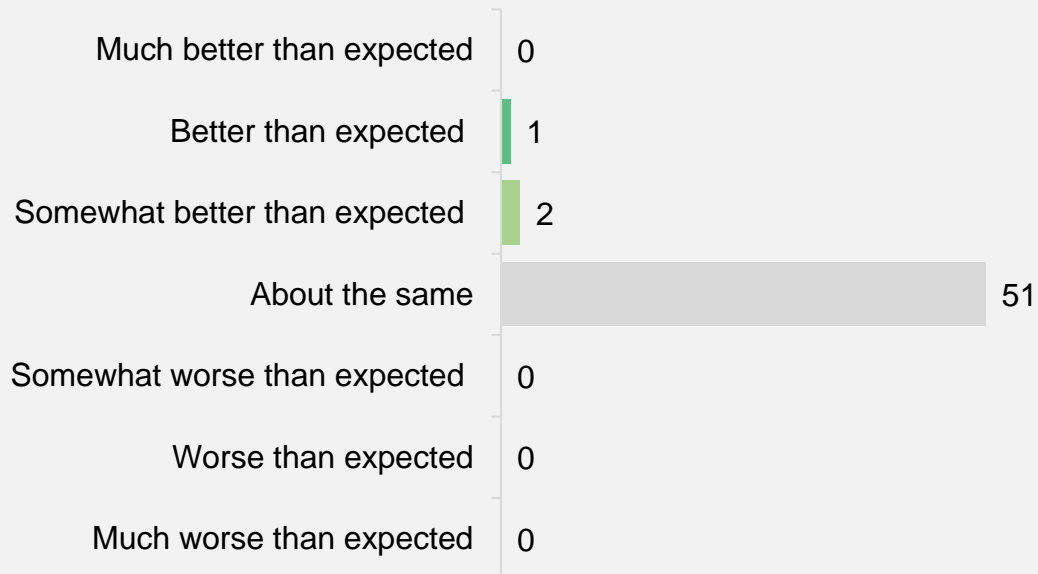 Much better than expected 0
Better than expected 1
Somewhat better than expected 2
About the same 51
Somewhat worse than expected 0
Worse than expected 0
Much worse than expected 0